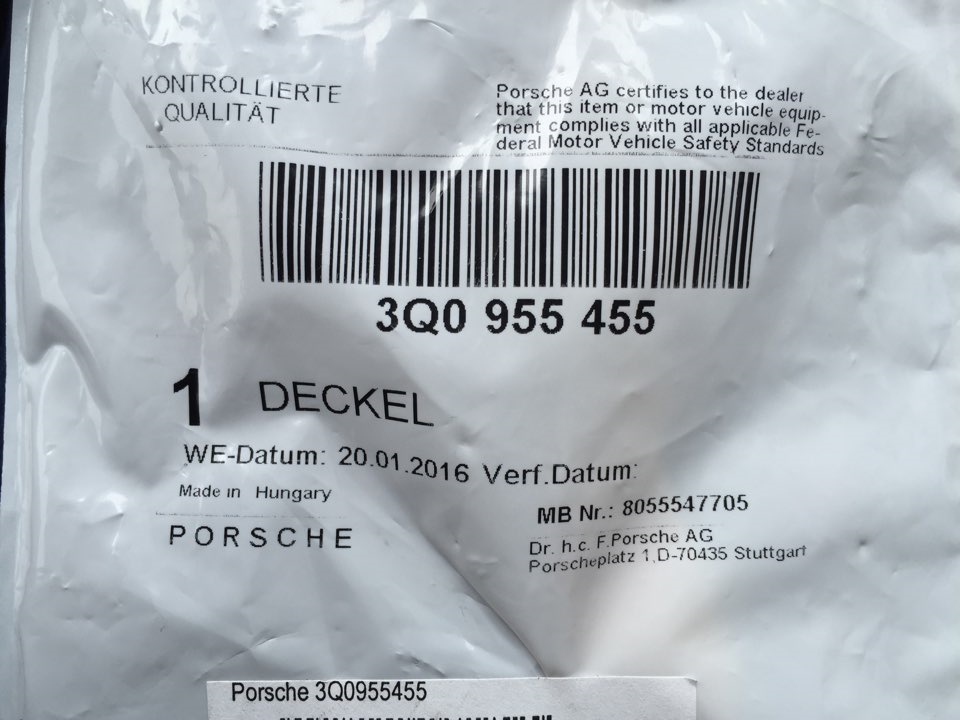 KONTROLLIERTE
QUALITÄT
Porsche AG certifies to the dealer
that this item or motor vehicle equip-
ment complies with all applicable Fe-
deral Motor Vehicle Safety Standards
3Q0 955 455
1 DECKEL
WE-Datum: 20.01.2016 Verf.Datum:
Made in Hungary
MB Nr.: 8055547705
PORSCHE
Dr. h.c. F.Porsche AG
Porscheplatz 1,D-70435 Stuttgart
Porsche 3Q0955455